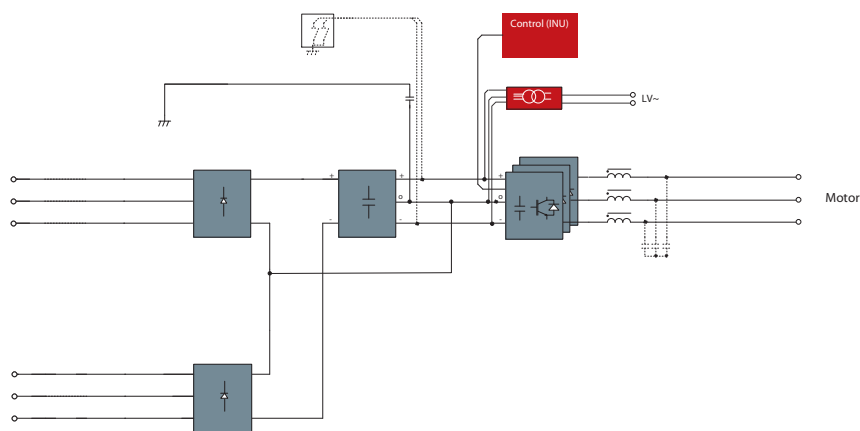 Control (INU)
LV~
+
+
+
o
o
-
-
-
Motor